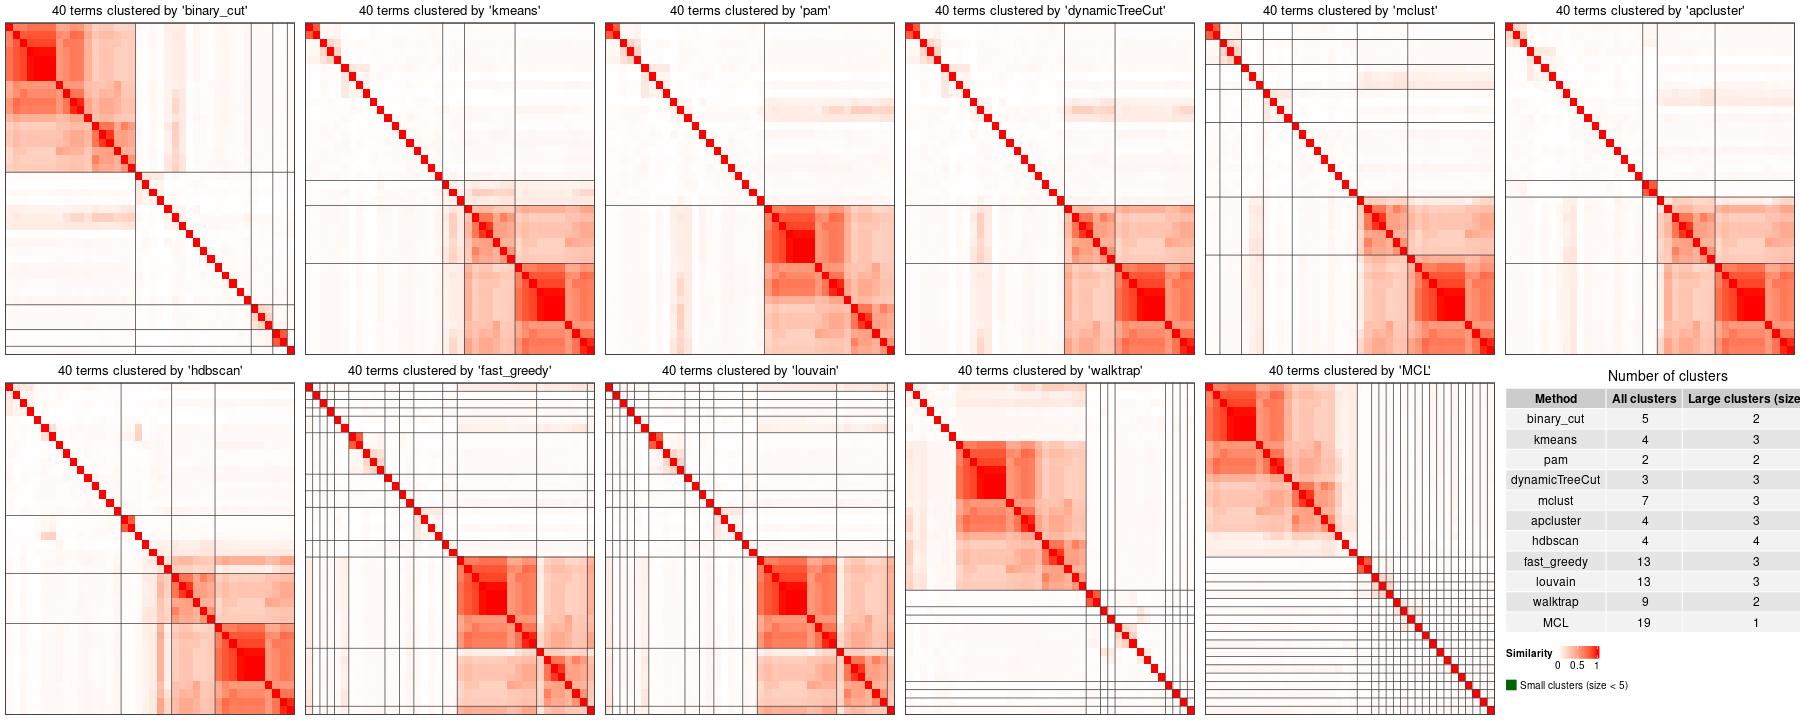 40 terms clustered by 'binary_cut'
40 terms clustered by 'kmeans'
40 terms clustered by 'pam'
40 terms clustered by 'dynamicTreeCut'
40 terms clustered by 'mclust'
40 terms clustered by 'apcluster'
40 terms clustered by 'hdbscan'
40 terms clustered by 'fast_greedy'
40 terms clustered by 'louvain'
40 terms clustered by 'walktrap'
40 terms clustered by 'MCL'
Number of clusters
Method All clusters Large clusters (size
binary_cut 5 2
kmeans 4 3
pam 2 2
dynamicTreeCut 3 3
mclust 7 3
apcluster 4 3
hdbscan 4 4
fast_greedy 13 3
louvain 13 3
walktrap 9 2
MCL 19 1
Similarity
0 0.5 1
Small clusters (size < 5)